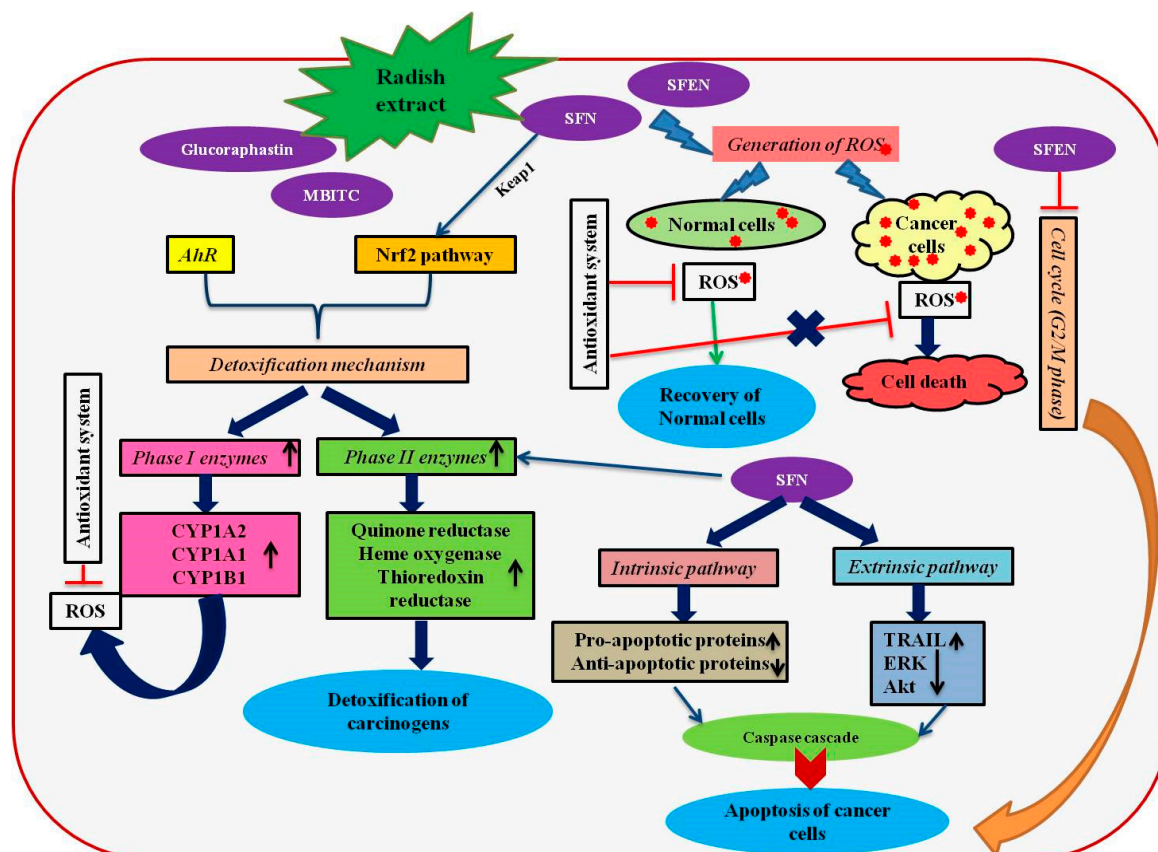 Radish
extract
SFEN
SFN
Glucoraphastin
MBITC
Keap1
Generation of ROS
SFEN
Normal cells
Cancer
cells
AhR
Nrf2 pathway
Antioxidant system
ROS
ROS
Cell cycle (G2/M phase)
Detoxification mechanism
Cell death
Recovery of
Normal cells
Antioxidant system
Phase I enzymes
Phase II enzymes
SFN
CYP1A2
CYP1A1
CYP1B1
Quinone reductase
Heme oxygenase
Thioredoxin
reductase
Intrinsic pathway
Extrinsic pathway
ROS
Pro-apoptotic proteins
Anti-apoptotic proteins
TRAIL
ERK
Akt
Detoxification of
carcinogens
Caspase cascade
Apoptosis of cancer
cells